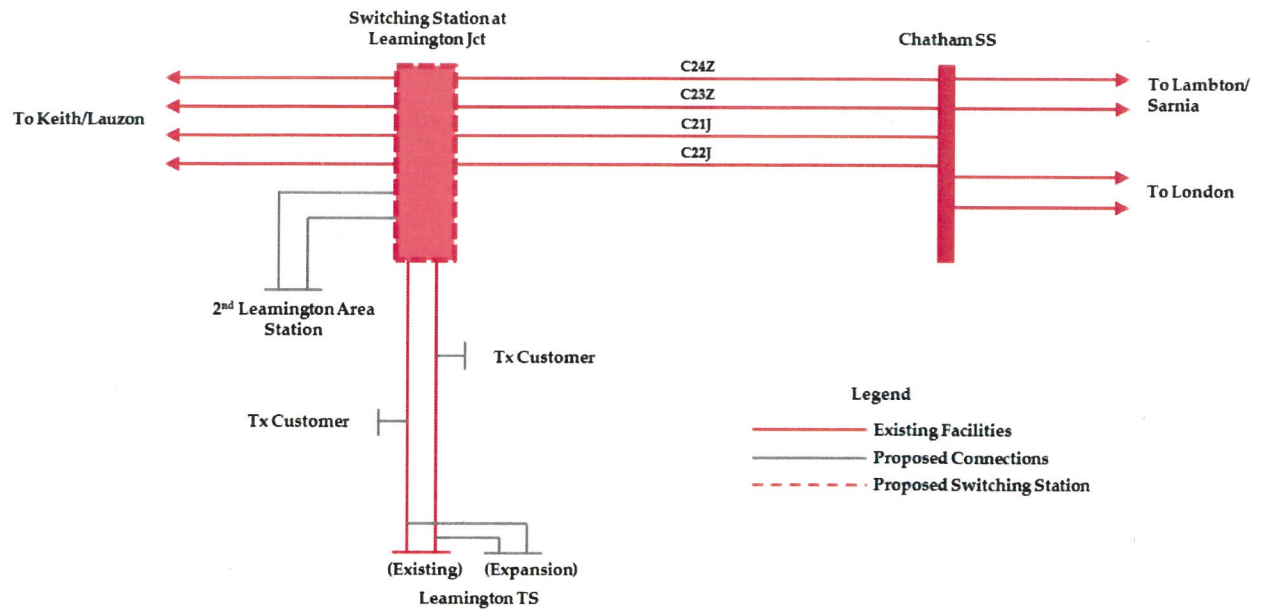 Switching Station at
Leamington Jct
Chatham SS
C24Z
To Lambton/
Sarnia
C23Z
To Keith/Lauzon
C21J
C22J
To London
2nd Leamington Area
Station
Tx Customer
Tx Customer
Legend
Existing Facilities
Proposed Connections
Proposed Switching Station
(Existing) (Expansion)
Leamington TS